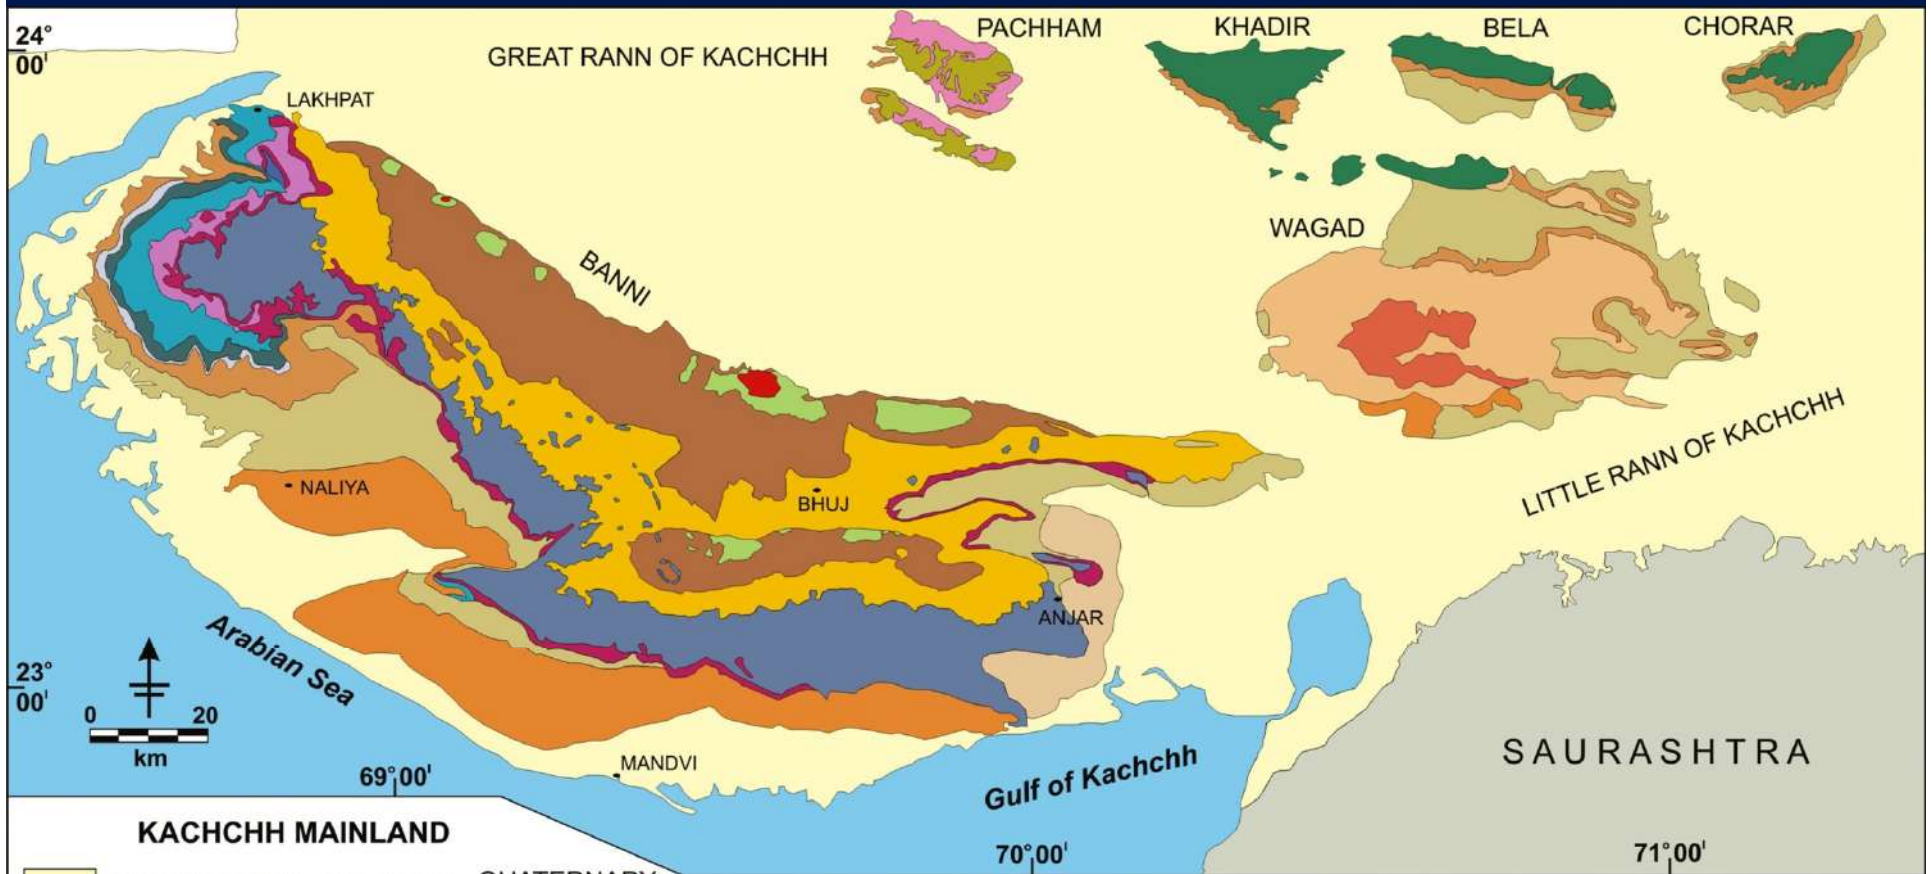 24°
00'
GREAT RANN OF KACHCHH
PACHHAM
KHADIR
BELA
CHORAR
LAKHPAT
WAGAD
BANNI
NALIYA
BHUJ
LITTLE RANN OF KACHCHH
ANJAR
23°
00'
Arabian Sea
0 20
km
69°00'
MANDVI
Gulf of Kachchh
SAURASHTRA
KACHCHH MAINLAND
70°00'
71°00'
QUATERNARY